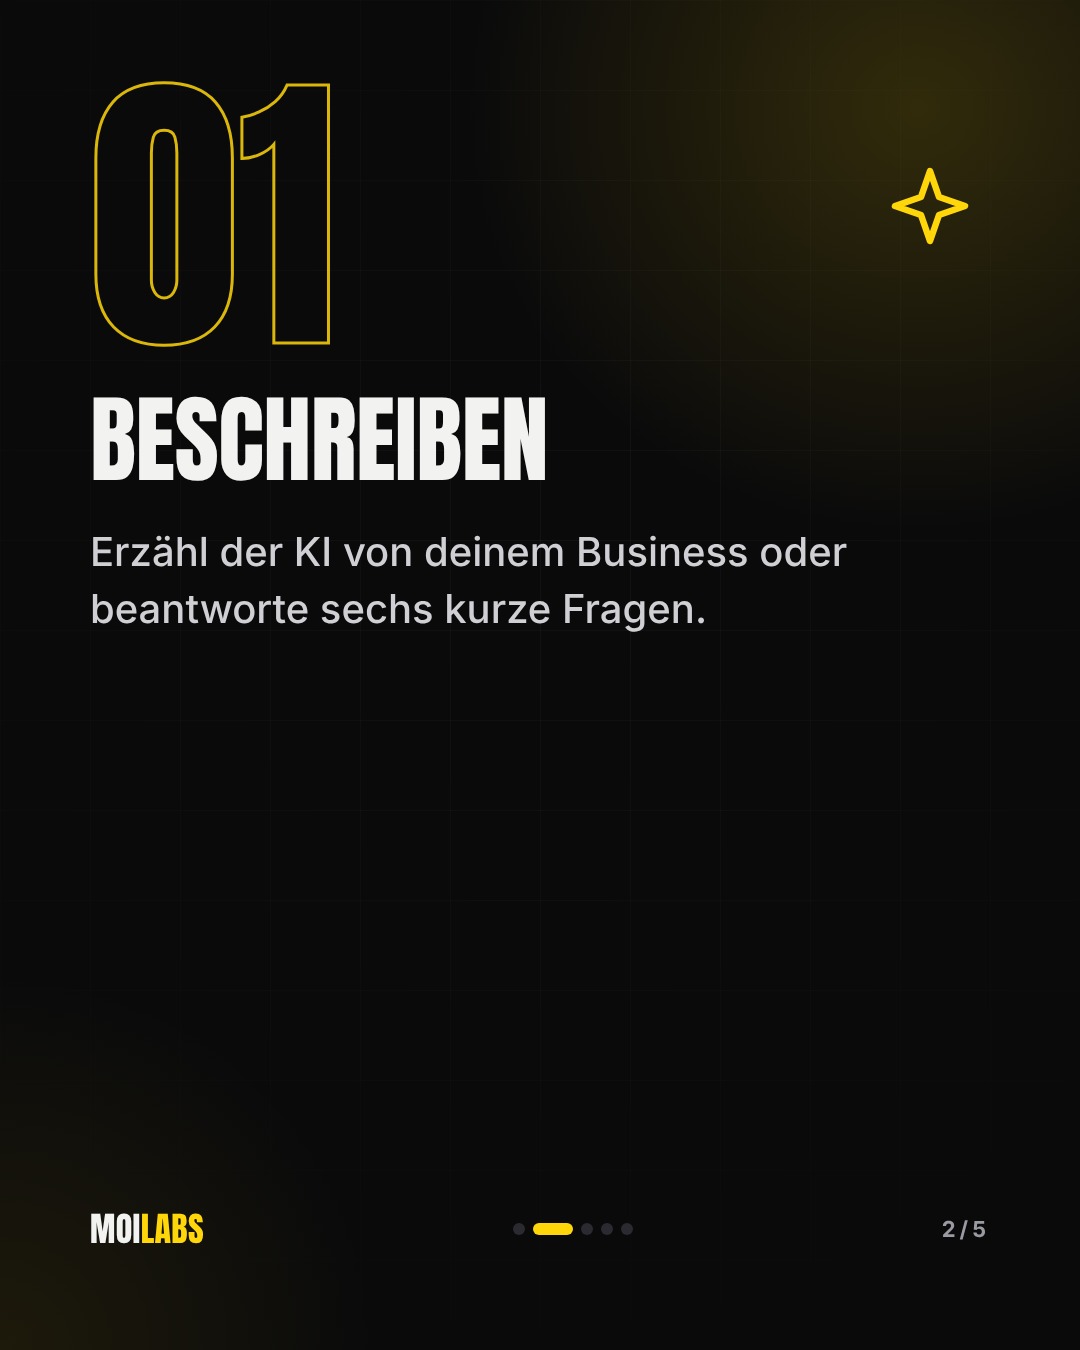 01
BESCHREIBEN
Erzähl der KI von deinem Business oder
beantworte sechs kurze Fragen.
MOILABS
2/5